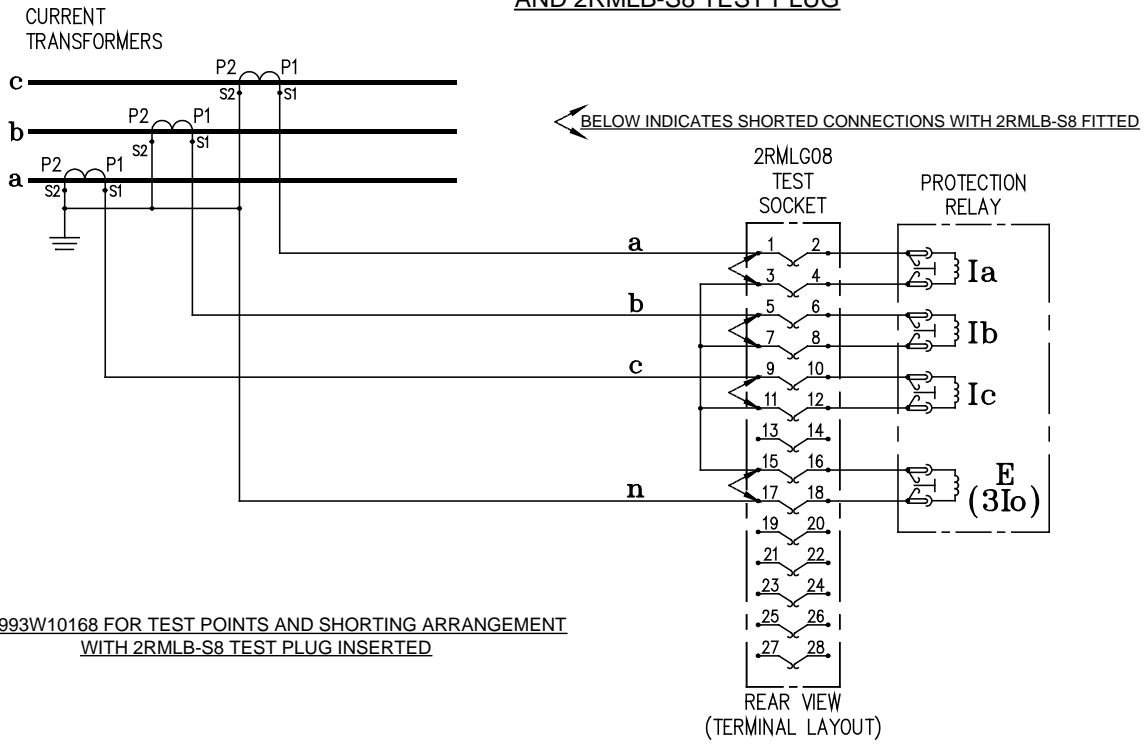 AND 2RMLB-S8 TEST PLUG
CURRENT
TRANSFORMERS
P2 P1
c
S2 S1
P2 P1
b
S2 S1
P2 P1
a
S2 S1
BELOW INDICATES SHORTED CONNECTIONS WITH 2RMLB-S8 FITTED
2RMLG08
TEST
SOCKET
PROTECTION
RELAY
a 1 2
3 4
Ia
b 5 6
7 8
Ib
c 9 10
11 12
Ic
13 14
15 16
E
n 17 18
(3Io)
19 20
21 22
23 24
25 26
27 28
993W10168 FOR TEST POINTS AND SHORTING ARRANGEMENT
WITH 2RMLB-S8 TEST PLUG INSERTED
REAR VIEW
(TERMINAL LAYOUT)